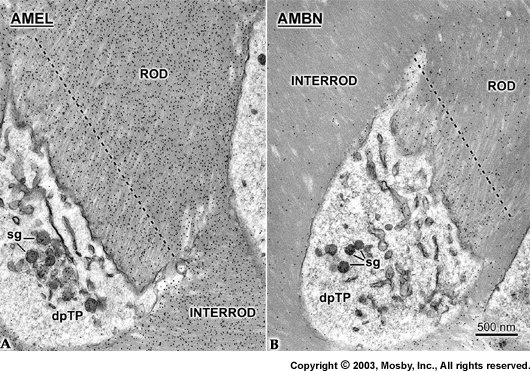 AMEL
ROD
sg
dpTP
INTERROD
A
AMBN
INTERROD
ROD
sg
dpTP
500 nm
B
Copyright © 2003, Mosby, Inc., All rights reserved.